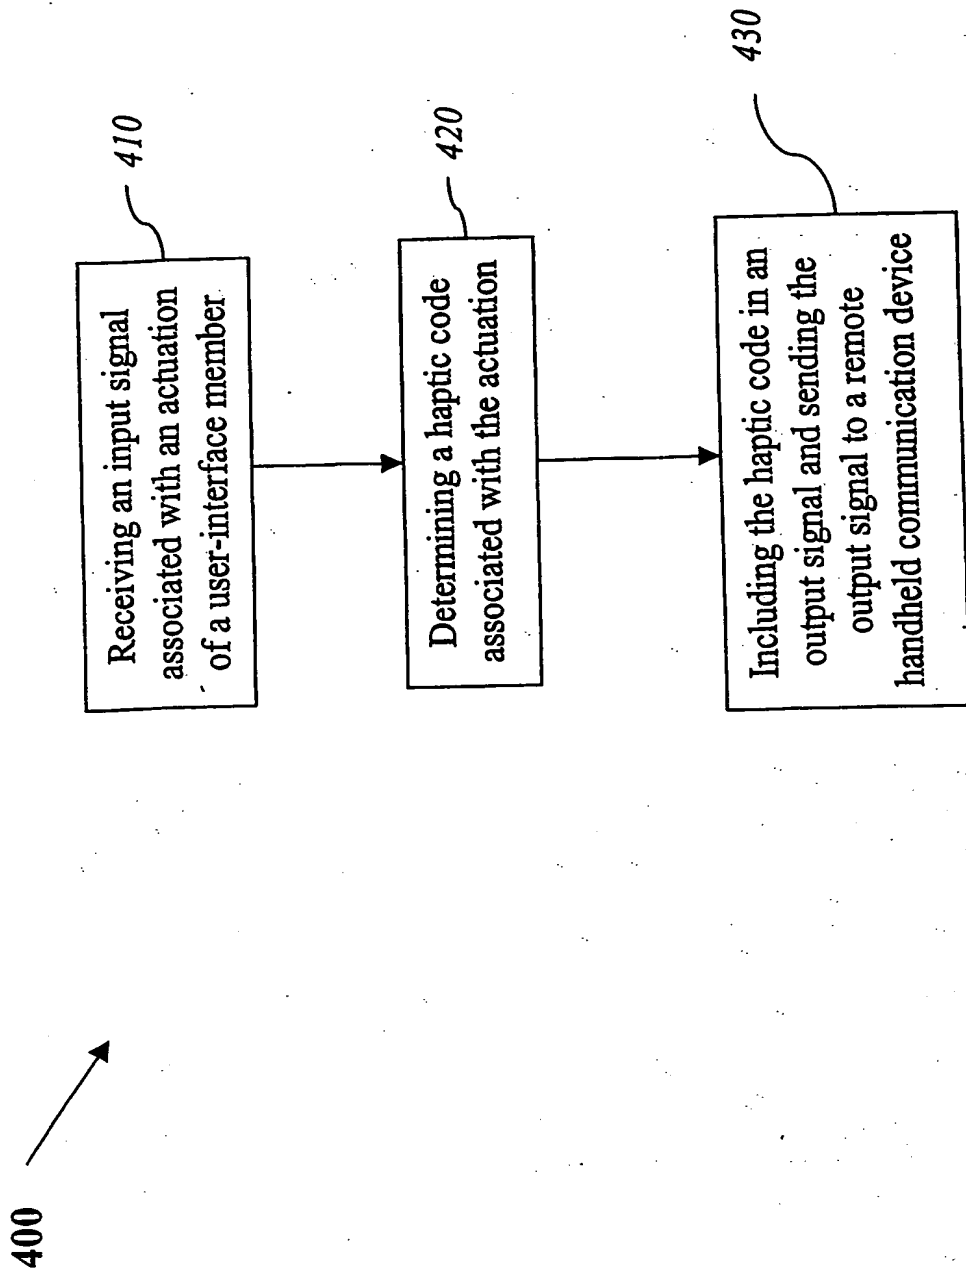 400
Receiving an input signal
associated with an actuation
of a user-interface member
410
Determining a haptic code
associated with the actuation
420
Including the haptic code in an
output signal and sending the
output signal to a remote
handheld communication device
430